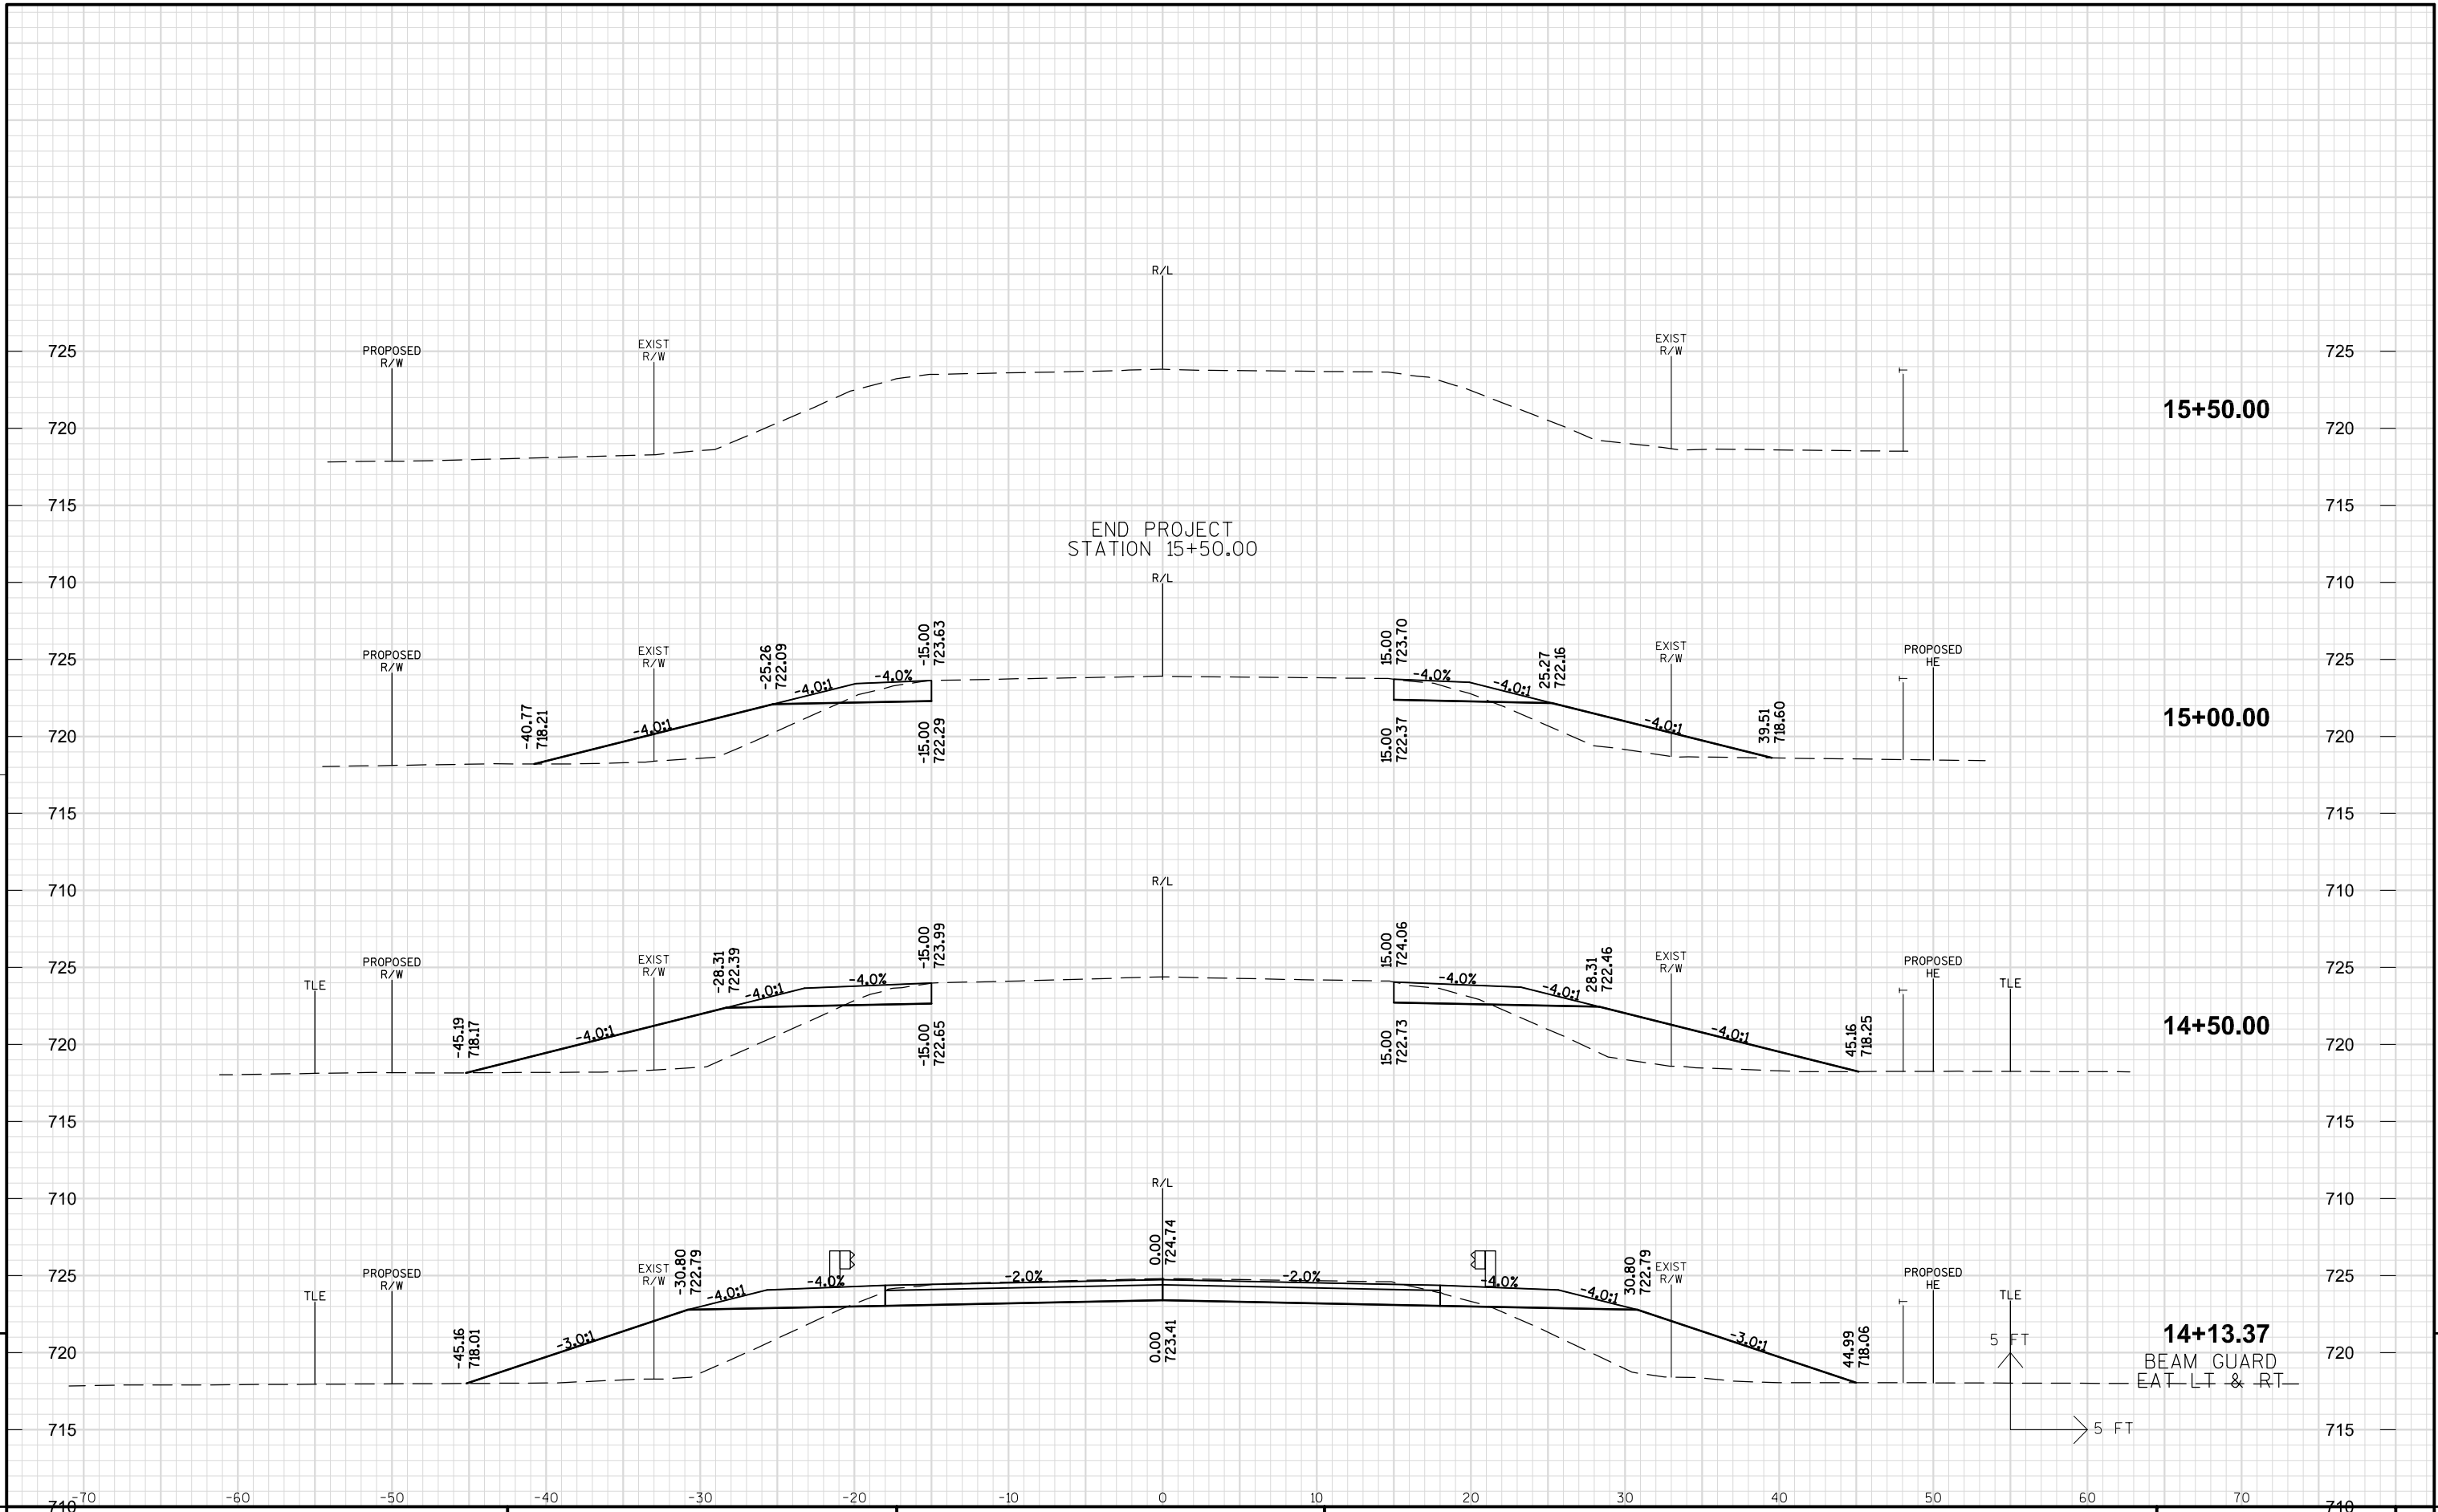 R/L
725
PROPOSED
R/W
EXIST
R/W
EXIST
R/W
T
725
720
15+50.00
720
715
715
END PROJECT
STATION 15+50.00
710
R/L
710
725
PROPOSED
R/W
EXIST
R/W
-25.26
722.09
-15.00
723.63
15.00
723.70
25.27
722.16
EXIST
R/W
T
PROPOSED
HE
725
-4.0:1
-4.0%
-4.0%
-4.0:1
-40.77
718.21
-4.0:1
-15.00
722.29
15.00
722.37
-4.0:1
39.51
718.60
15+00.00
720
720
715
715
710
R/L
710
725
TLE
PROPOSED
R/W
EXIST
R/W
-28.31
722.39
-15.00
723.99
15.00
724.06
28.31
722.46
EXIST
R/W
T
PROPOSED
HE
TLE
725
-4.0:1
-4.0%
-4.0%
-4.0:1
-45.19
718.17
-4.0:1
-15.00
722.65
15.00
722.73
-4.0:1
45.16
718.25
14+50.00
720
720
715
715
710
R/L
710
725
TLE
PROPOSED
R/W
EXIST
R/W
-30.80
722.79
0.00
724.74
30.80
722.79
EXIST
R/W
T
PROPOSED
HE
TLE
725
-4.0:1
-4.0%
-2.0%
-2.0%
-4.0%
-4.0:1
-45.16
718.01
-3.0:1
0.00
723.41
-3.0:1
44.99
718.06
5 FT
14+13.37
BEAM GUARD
EAT LT & RT
720
720
715
5 FT
715
710
-70
-60
-50
-40
-30
-20
-10
0
10
20
30
40
50
60
70
710